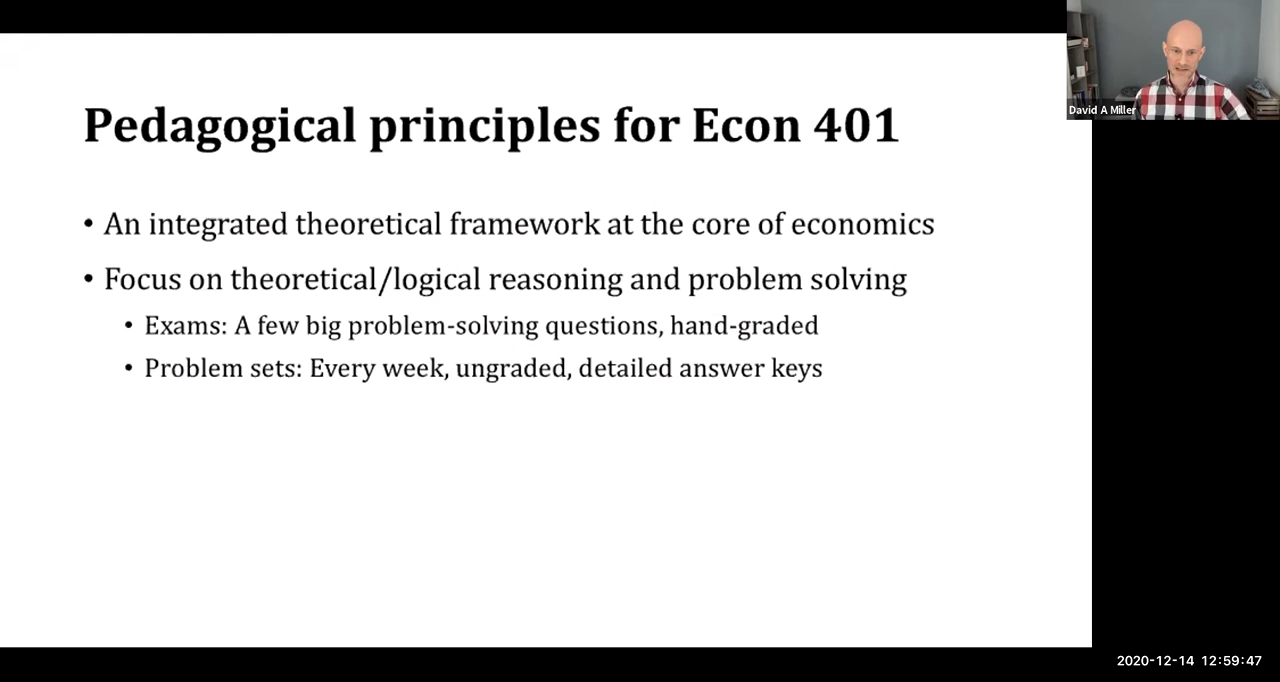 Pedagogical principles for Econ 401
• An integrated theoretical framework at the core of economics
• Focus on theoretical/logical reasoning and problem solving
• Exams: A few big problem-solving questions, hand-graded
• Problem sets: Every week, ungraded, detailed answer keys
David A Miller
2020-12-14 12:59:47